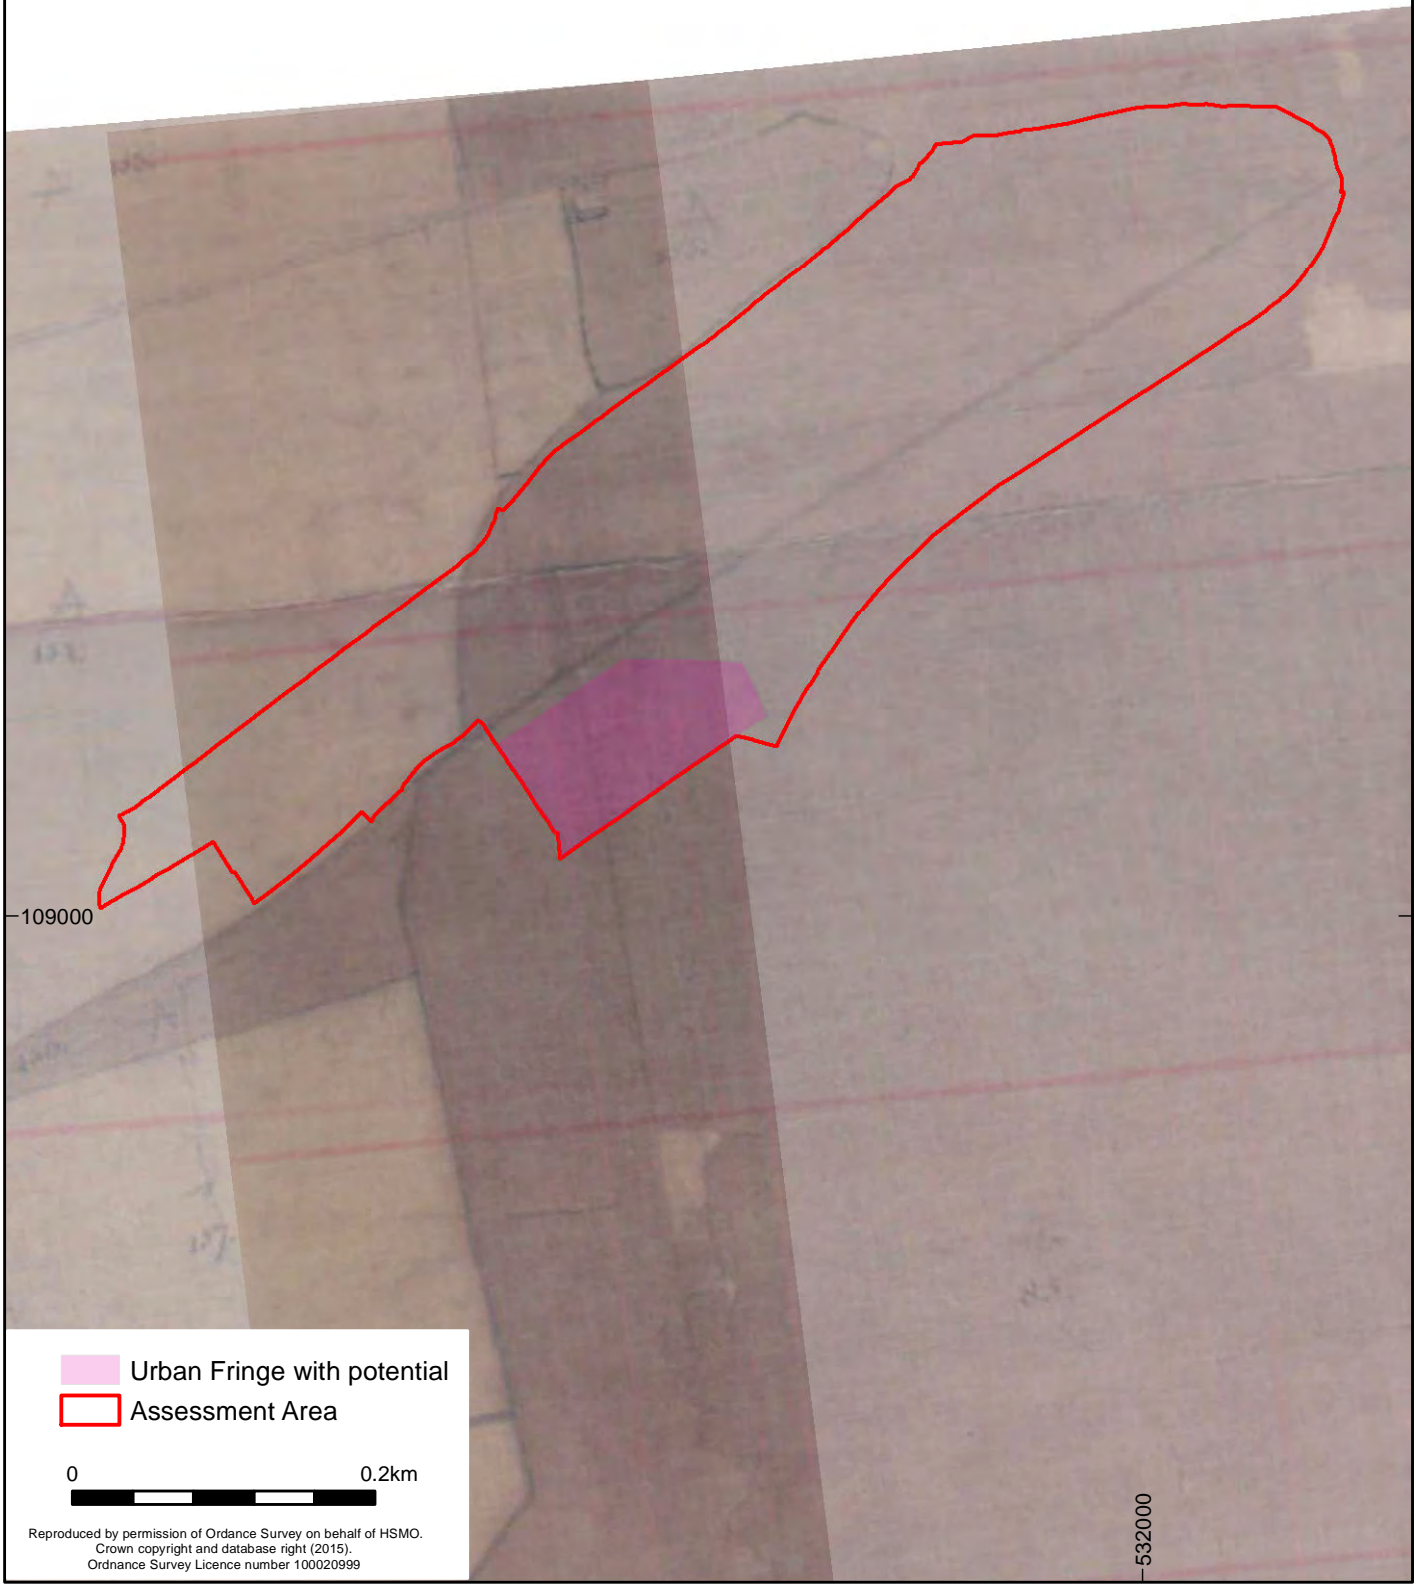 109000
Urban Fringe with potential
Assessment Area
0 0.2km
Reproduced by permission of Ordance Survey on behalf of HSMO.
Crown copyright and database right (2015).
Ordnance Survey Licence number 100020999
532000